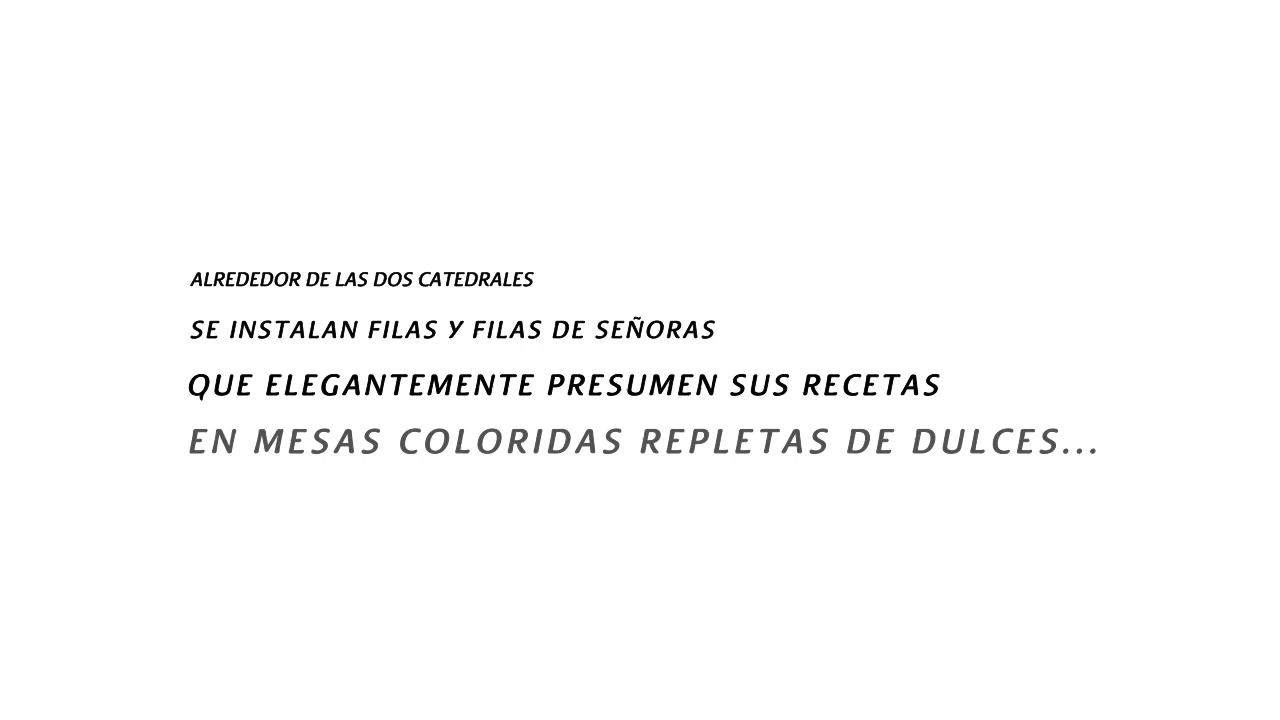 ALREDEDOR DE LAS DOS CATEDRALES
SE INSTALAN FILAS Y FILAS DE SEÑORAS
QUE ELEGANTEMENTE PRESUMEN SUS RECETAS
EN MESAS COLORIDAS REPLETAS DE DULCES...